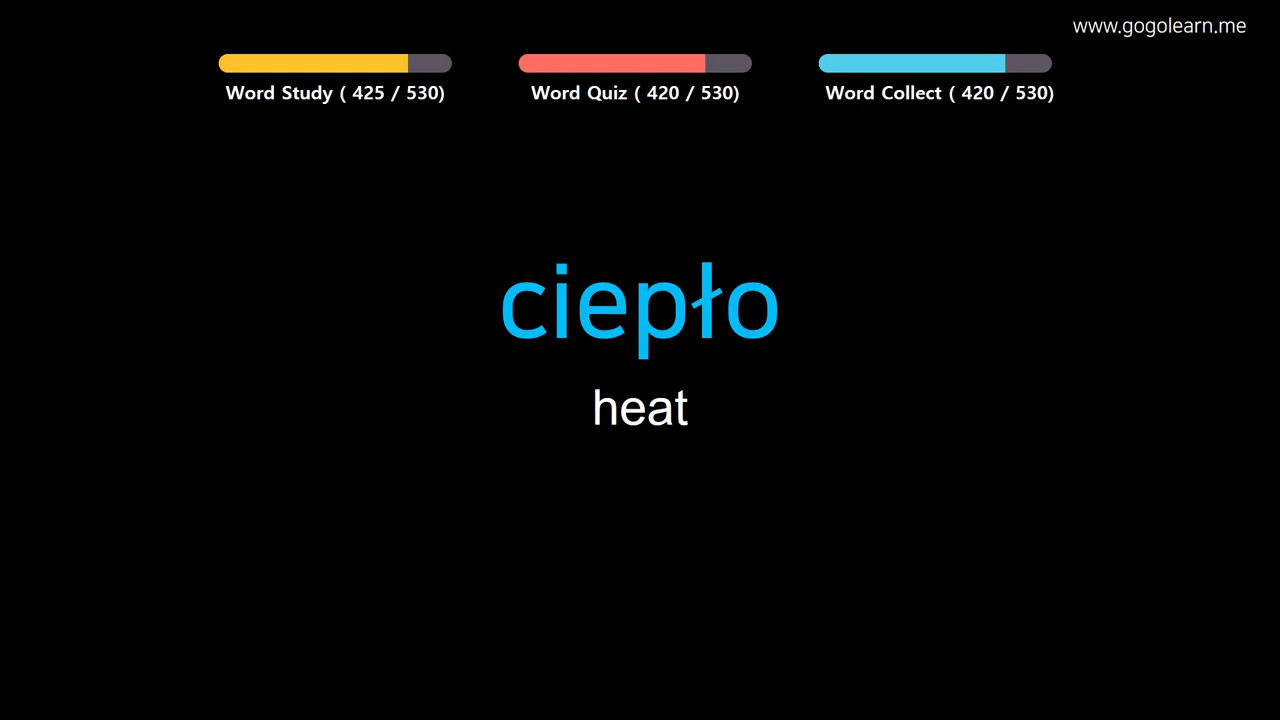 www.gogolearn.me
Word Study ( 425 / 530)
Word Quiz ( 420 / 530)
Word Collect ( 420 / 530)
ciepło
heat